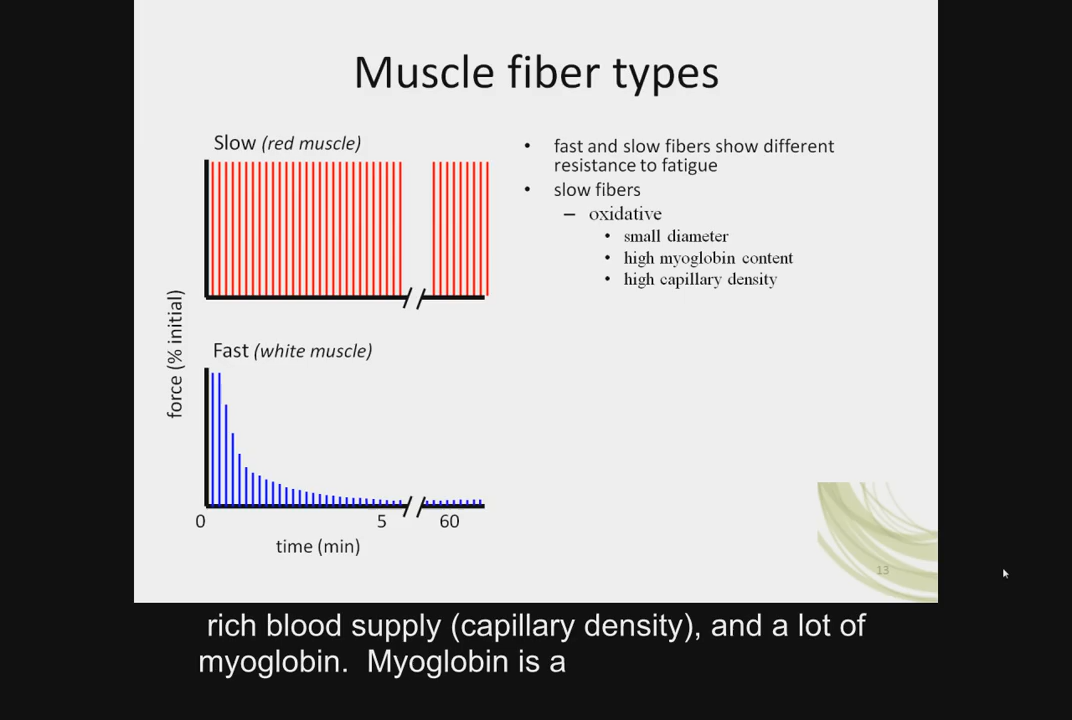 Muscle fiber types
Slow (red muscle)
Fast (white muscle)
force (% initial)
0
5
60
time (min)
• fast and slow fibers show different
resistance to fatigue
• slow fibers
– oxidative
• small diameter
• high myoglobin content
• high capillary density
13
rich blood supply (capillary density), and a lot of
myoglobin. Myoglobin is a